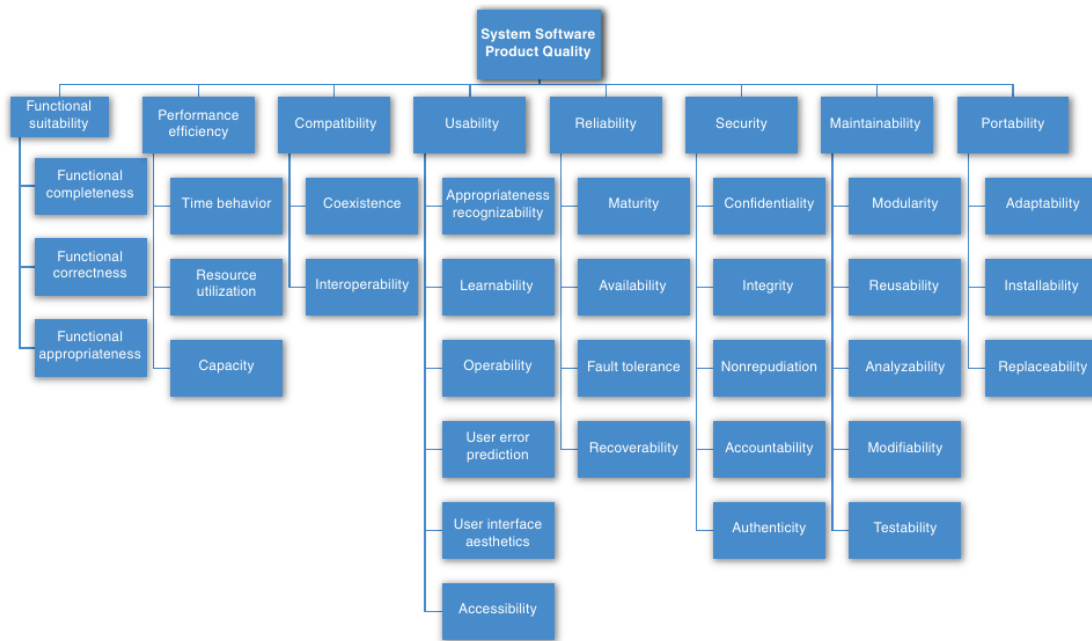 System Software
Product Quality
Functional
suitability
Functional
completeness
Functional
correctness
Functional
appropriateness
Performance
efficiency
Time behavior
Resource
utilization
Capacity
Compatibility
Coexistence
Interoperability
Usability
Appropriateness
recognizability
Learnability
Operability
User error
prediction
User interface
aesthetics
Accessibility
Reliability
Maturity
Availability
Fault tolerance
Recoverability
Security
Confidentiality
Integrity
Nonrepudiation
Accountability
Authenticity
Maintainability
Modularity
Reusability
Analyzability
Modifiability
Testability
Portability
Adaptability
Installability
Replaceability